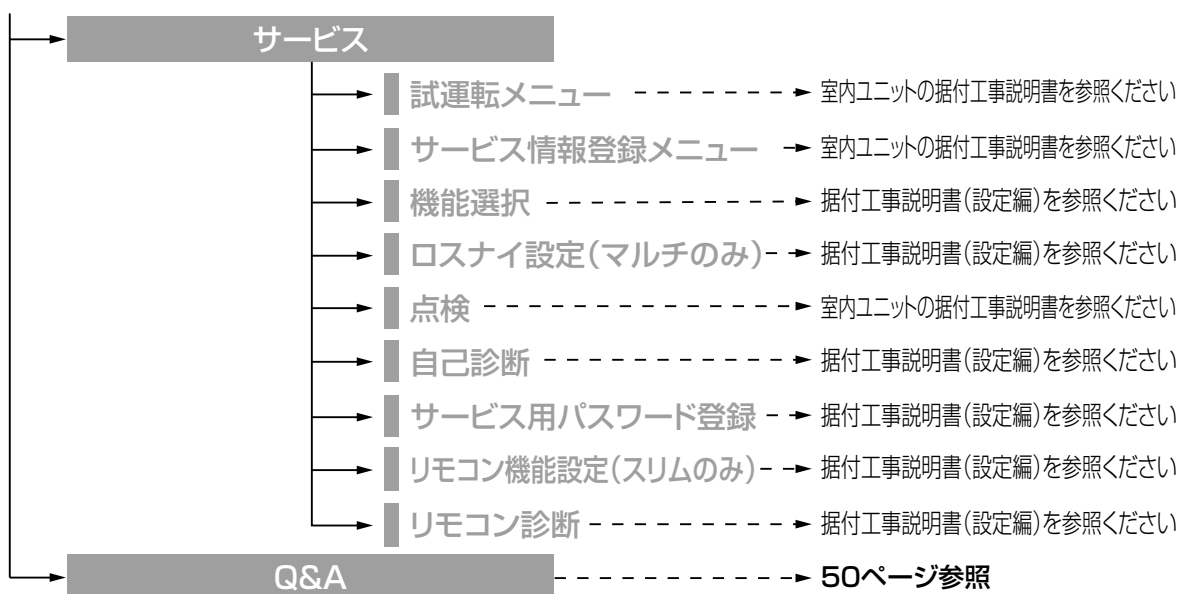 サービス
試運転メニュー 室内ユニットの据付工事説明書を参照ください
サービス情報登録メニュー 室内ユニットの据付工事説明書を参照ください
機能選択 据付工事説明書(設定編)を参照ください
ロスナイ設定(マルチのみ) 据付工事説明書(設定編)を参照ください
点検 室内ユニットの据付工事説明書を参照ください
自己診断 据付工事説明書(設定編)を参照ください
サービス用パスワード登録 据付工事説明書(設定編)を参照ください
リモコン機能設定(スリムのみ) 据付工事説明書(設定編)を参照ください
リモコン診断 据付工事説明書(設定編)を参照ください
Q&A 50ページ参照